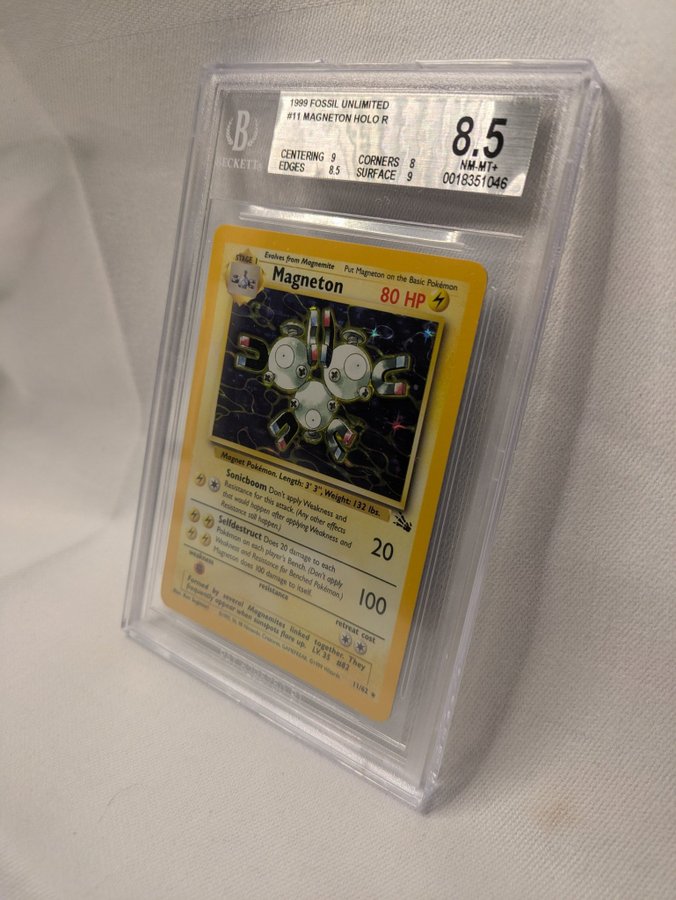 B
BECKETT
1999 FOSSIL UNLIMITED
#11 MAGNETON HOLO R
CENTERING 9 CORNERS 8
EDGES 8.5 SURFACE 9
8.5
NM-MT+
0018351046
STAGE 1
Evolves from Magnemite
Put Magneton on the Basic Pokémon
Magneton
80 HP
Magnet Pokémon. Length: 3' 3", Weight: 132 lbs.
Sonicboom Don't apply Weakness and
Resistance for this attack. (Any other effects
that would happen after applying Weakness and
Resistance still happen.)
20
Selfdestruct Does 20 damage to each
Pokémon on each player's Bench. (Don't apply
Weakness and Resistance for Benched Pokémon.)
Magneton does 100 damage to itself.
100
weakness
resistance
retreat cost
Formed by several Magnemites linked together. They
frequently appear when sunspots flare up. LV. 35 #82
11/62